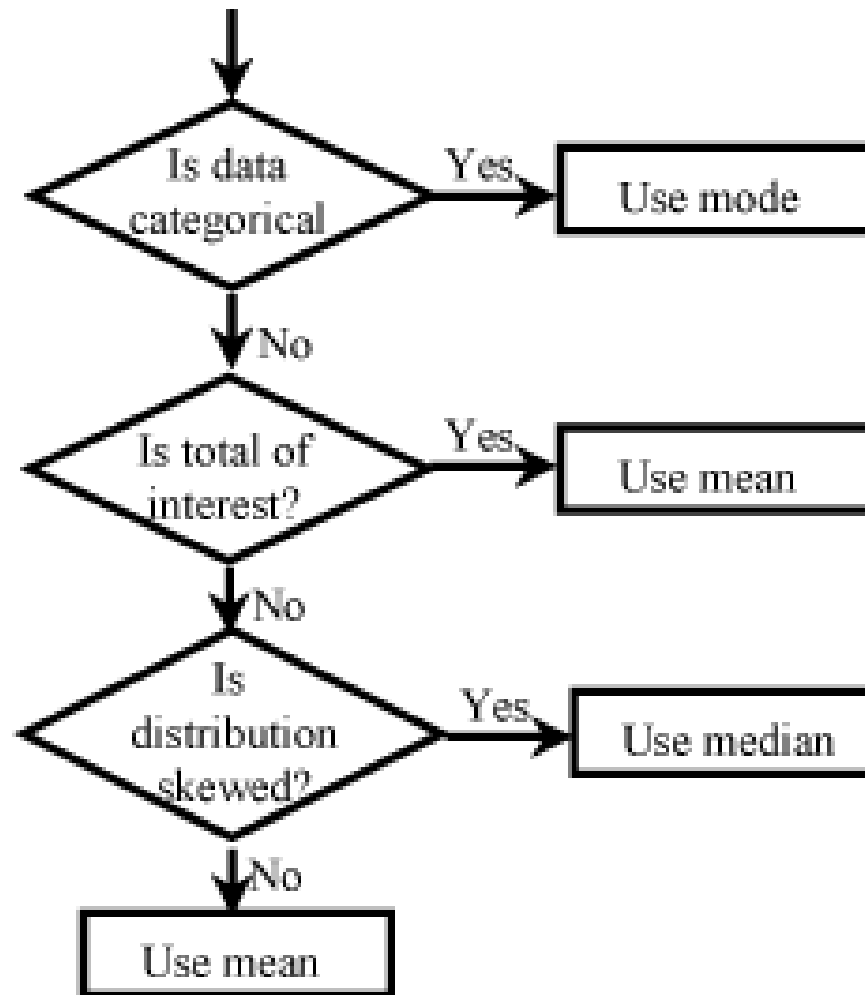 Is data
categorical
Yes
Use mode
No
Is total of
interest?
Yes
Use mean
No
Is
distribution
skewed?
Yes
Use median
No
Use mean